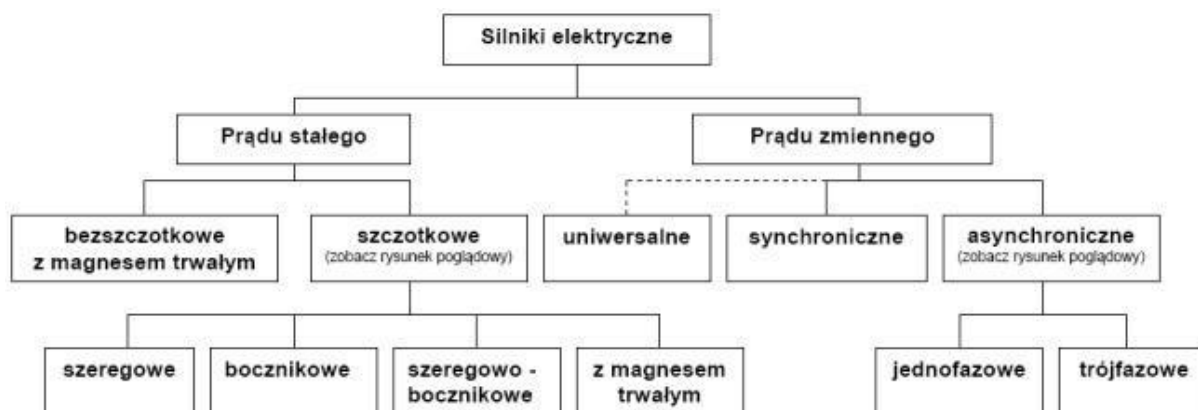 Silniki elektryczne
Prądu stałego
Prądu zmiennego
bezszczotkowe
z magnesem trwałym
szczotkowe
(zobacz rysunek poglądowy)
uniwersalne
synchroniczne
asynchroniczne
(zobacz rysunek poglądowy)
szeregowe
bocznikowe
szeregowo -
bocznikowe
z magnesem
trwałym
jednofazowe
trójfazowe